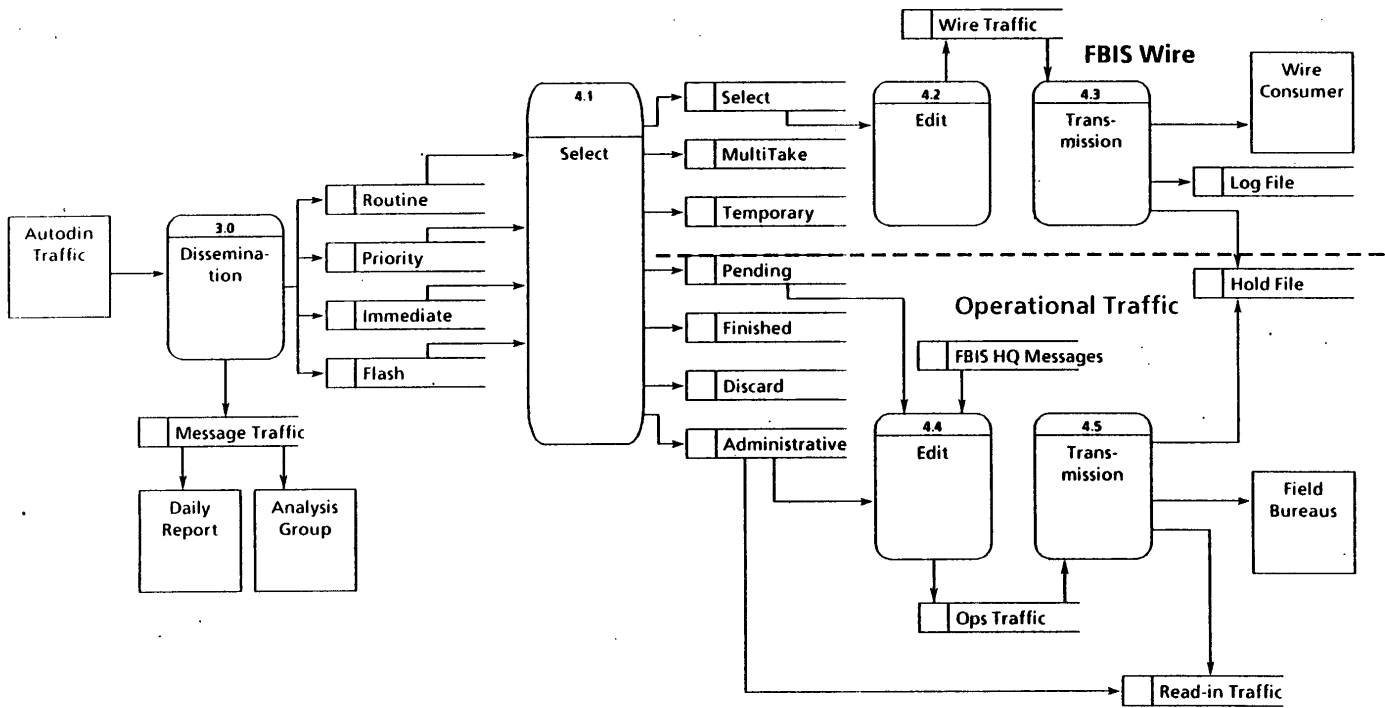 Wire Traffic
FBIS Wire
Wire
Consumer
4.1
Select
Select
4.2
Edit
4.3
Trans-
mission
MultiTake
Log File
Routine
Temporary
Autodin
Traffic
3.0
Dissemina-
tion
Priority
Pending
Hold File
Immediate
Operational Traffic
Finished
FBIS HQ Messages
Flash
Discard
Message Traffic
Administrative
4.4
Edit
4.5
Trans-
mission
Daily
Report
Analysis
Group
Field
Bureaus
Ops Traffic
Read-in Traffic